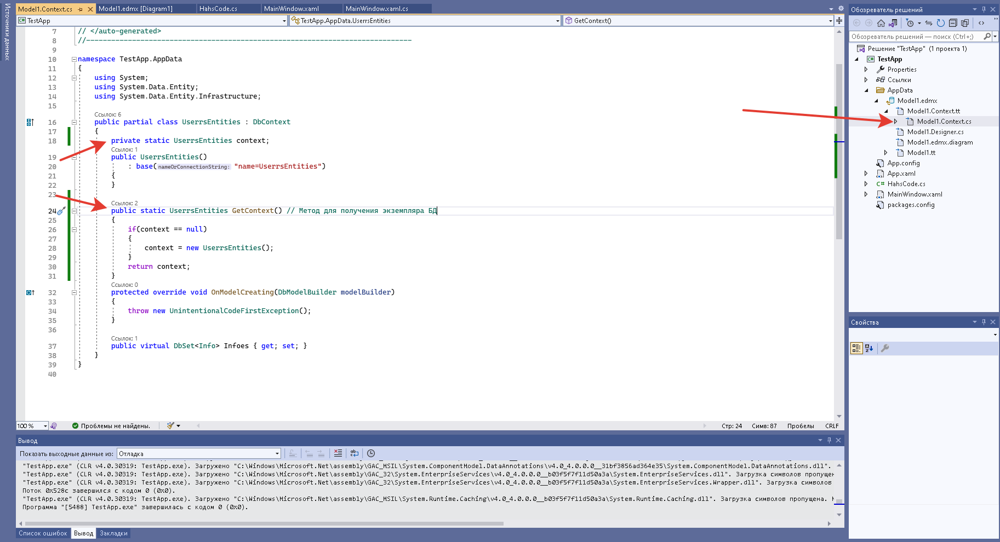 Источники данных
Model1.Context.cs
Model1.edmx [Diagram1]
HahsCode.cs
MainWindow.xaml
MainWindow.xaml.cs
TestApp
TestApp.AppData.UserrsEntities
GetContext()
7 // </auto-generated>
8 //------------------------------------------------------------------------------
9
10 namespace TestApp.AppData
11 {
12 using System;
13 using System.Data.Entity;
14 using System.Data.Entity.Infrastructure;
15
Ссылок: 6
16 public partial class UserrsEntities : DbContext
17 {
18 private static UserrsEntities context;
Ссылок: 1
19 public UserrsEntities()
20 : base(nameOrConnectionString: "name=UserrsEntities")
21 {
22 }
23
Ссылок: 2
24 public static UserrsEntities GetContext() // Метод для получения экземпляра БД
25 {
26 if(context == null)
27 {
28 context = new UserrsEntities();
29 }
30 return context;
31 }
Ссылок: 0
32 protected override void OnModelCreating(DbModelBuilder modelBuilder)
33 {
34 throw new UnintentionalCodeFirstException();
35 }
36
Ссылок: 1
37 public virtual DbSet<Info> Infoes { get; set; }
38 }
39 }
40
100 %
Проблемы не найдены.
Стр: 24
Симв: 87
Пробелы
CRLF
Вывод
Показать выходные данные из: Отладка
"TestApp.exe" (CLR v4.0.30319: TestApp.exe). Загружено "C:\Windows\Microsoft.Net\assembly\GAC_MSIL\System.ComponentModel.DataAnnotations\v4.0_4.0.0.0__31bf3856ad364e35\System.ComponentModel.DataAnnotations.dll".
"TestApp.exe" (CLR v4.0.30319: TestApp.exe). Загружено "C:\Windows\Microsoft.Net\assembly\GAC_32\System.EnterpriseServices\v4.0_4.0.0.0__b03f5f7f11d50a3a\System.EnterpriseServices.dll". Загрузка символов пропущен
"TestApp.exe" (CLR v4.0.30319: TestApp.exe). Загружено "C:\Windows\Microsoft.Net\assembly\GAC_32\System.EnterpriseServices\v4.0_4.0.0.0__b03f5f7f11d50a3a\System.EnterpriseServices.Wrapper.dll". Загрузка символов
Поток 0x528c завершился с кодом 0 (0x0).
"TestApp.exe" (CLR v4.0.30319: TestApp.exe). Загружено "C:\Windows\Microsoft.Net\assembly\GAC_MSIL\System.Runtime.Caching\v4.0_4.0.0.0__b03f5f7f11d50a3a\System.Runtime.Caching.dll". Загрузка символов пропущена.
Программа "[5488] TestApp.exe" завершилась с кодом 0 (0x0).
Список ошибок
Вывод
Закладки
Обозреватель решений
Обозреватель решений — поиск (Ctrl+;)
Решение "TestApp" (1 проекта 1)
TestApp
Properties
Ссылки
AppData
Model1.edmx
Model1.Context.tt
Model1.Context.cs
Model1.Designer.cs
Model1.edmx.diagram
Model1.tt
App.config
App.xaml
HahsCode.cs
MainWindow.xaml
packages.config
Свойства